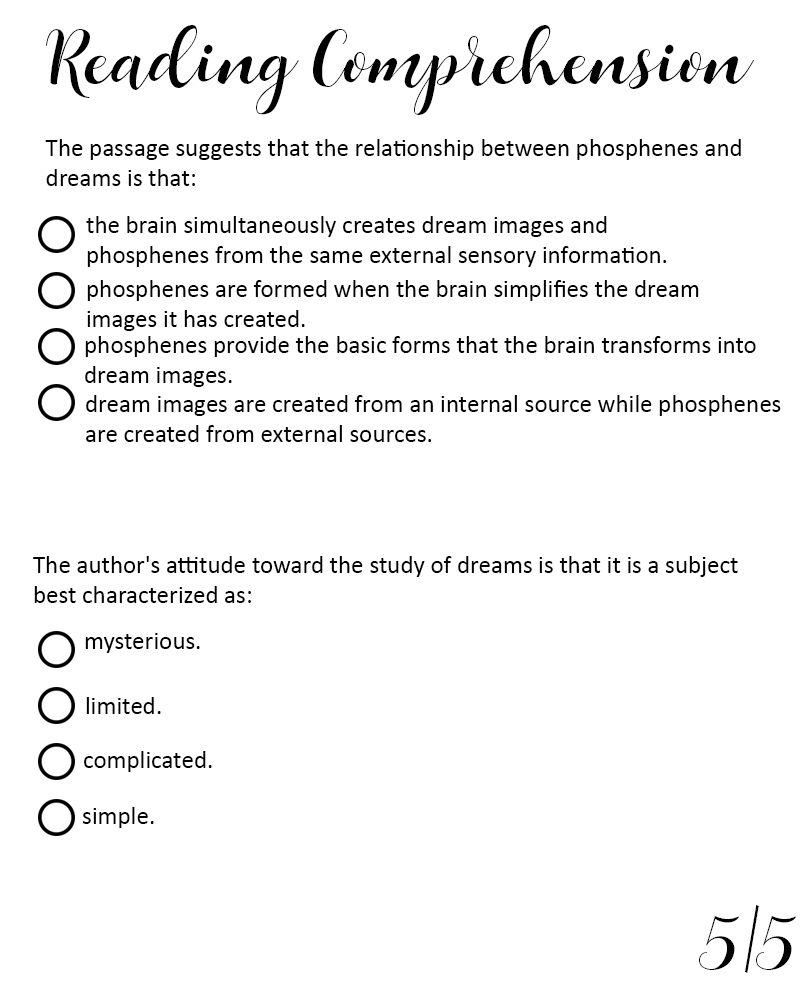 Reading Comprehension
The passage suggests that the relationship between phosphenes and
dreams is that:
the brain simultaneously creates dream images and
phosphenes from the same external sensory information.
phosphenes are formed when the brain simplifies the dream
images it has created.
phosphenes provide the basic forms that the brain transforms into
dream images.
dream images are created from an internal source while phosphenes
are created from external sources.
The author's attitude toward the study of dreams is that it is a subject
best characterized as:
mysterious.
limited.
complicated.
simple.
5/5